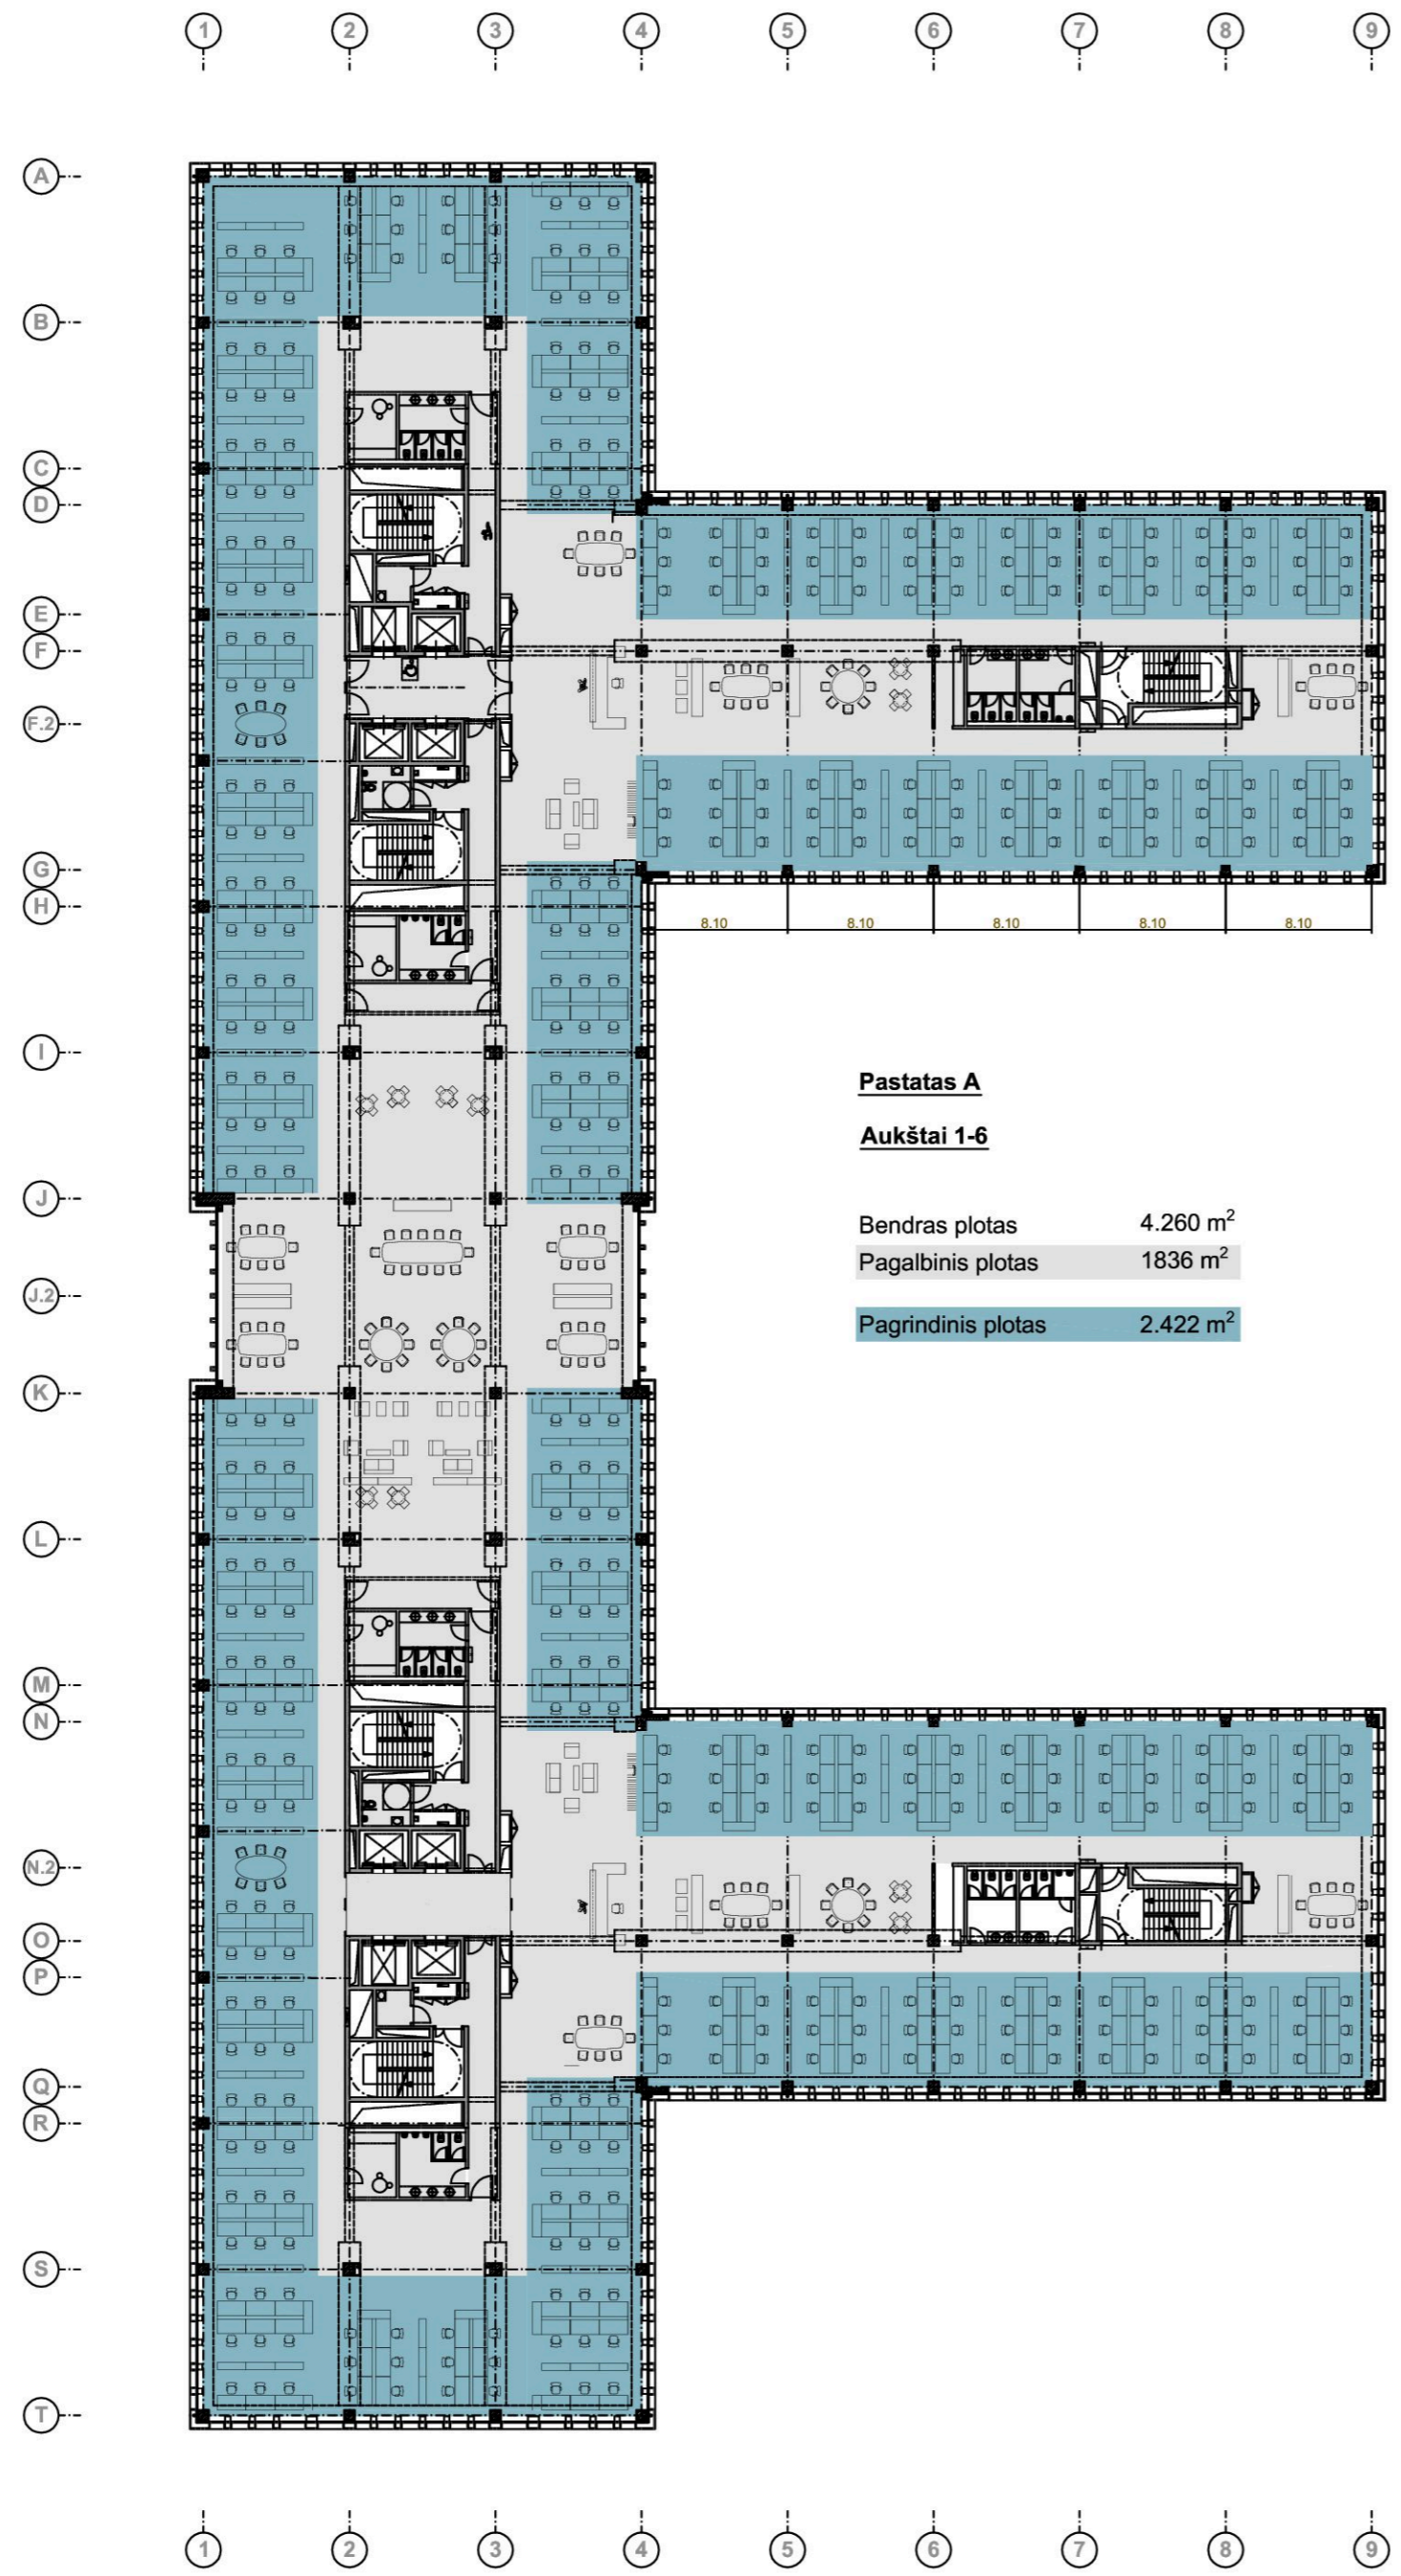 1 2 3 4 5 6 7 8 9
A
B
C
D
E
F
F.2
G
H
8.10 8.10 8.10 8.10 8.10
I
Pastatas A
Aukštai 1-6
J
Bendras plotas 4.260 m²
Pagalbinis plotas 1836 m²
J.2
Pagrindinis plotas 2.422 m²
K
L
M
N
N.2
O
P
Q
R
S
T
1 2 3 4 5 6 7 8 9